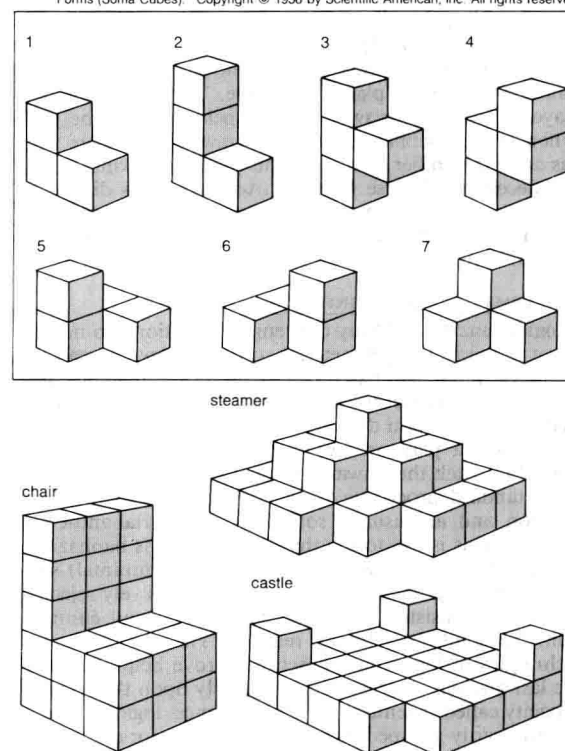 Forms (Soma Cubes). Copyright © 1958 by Scientific American, Inc. All rights reserve
1 2 3 4
5 6 7
steamer
chair
castle